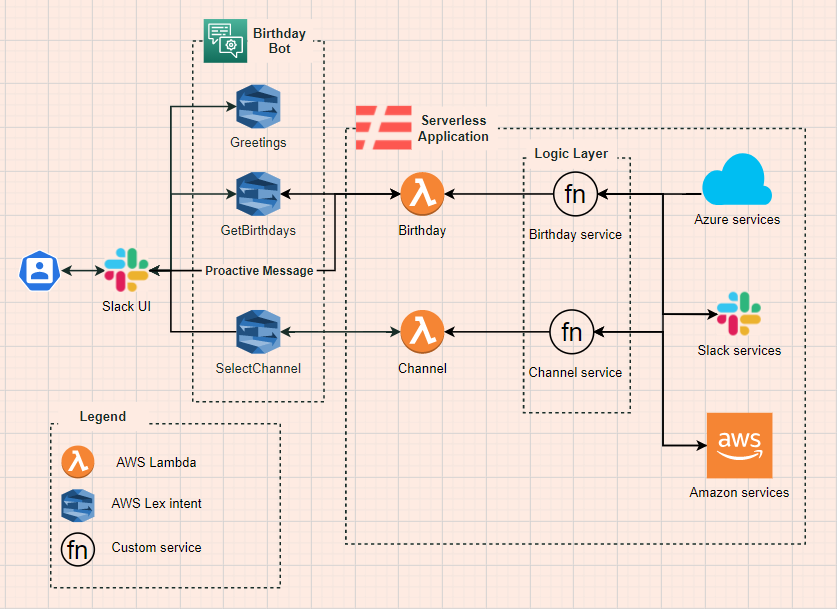 Birthday
Bot
Greetings
GetBirthdays
Proactive Message
Slack UI
SelectChannel
Serverless
Application
Logic Layer
fn
Birthday
Birthday service
Azure services
fn
Channel
Channel service
Slack services
aws
Amazon services
Legend
AWS Lambda
AWS Lex intent
fn
Custom service